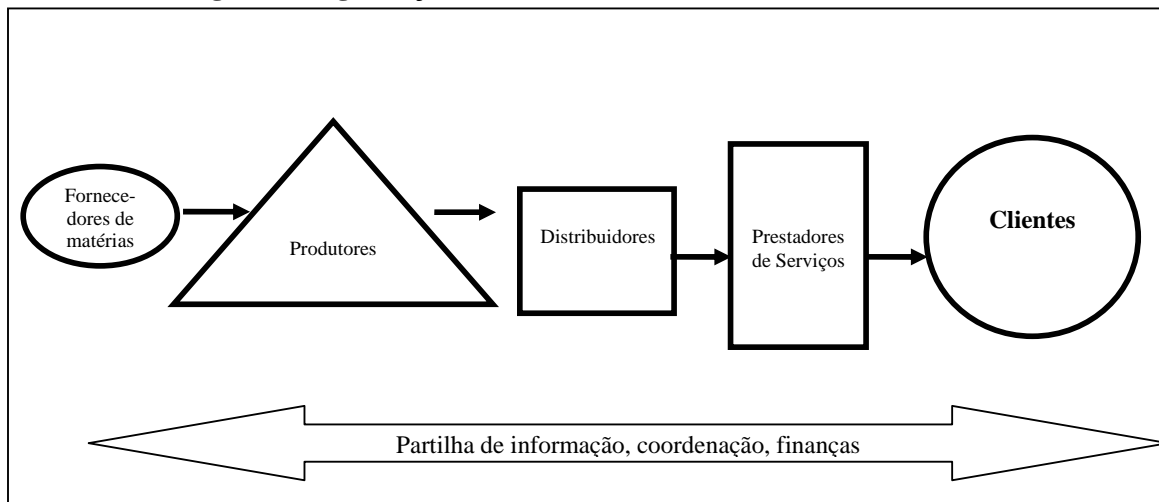 Fornece-
dores de
matérias
Produtores
Distribuidores
Prestadores
de Serviços
Clientes
Partilha de informação, coordenação, finanças